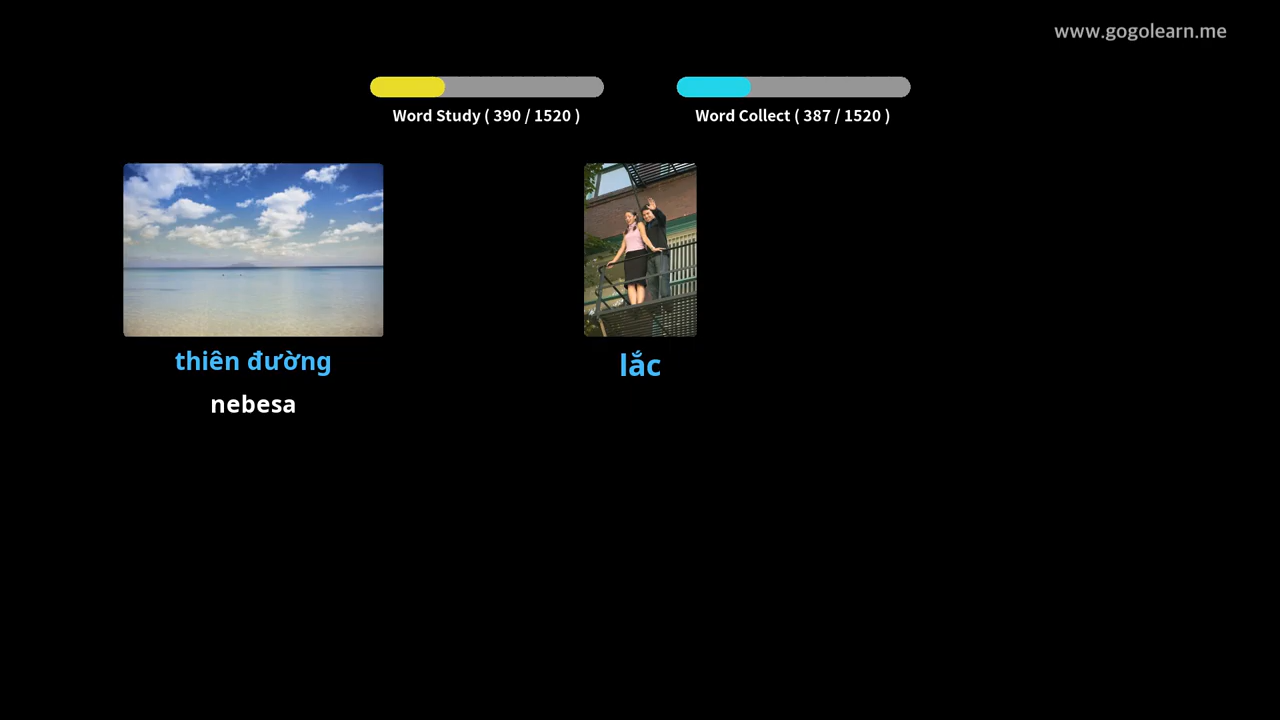 www.gogolearn.me
Word Study ( 390 / 1520 )
Word Collect ( 387 / 1520 )
thiên đường
nebesa
lắc